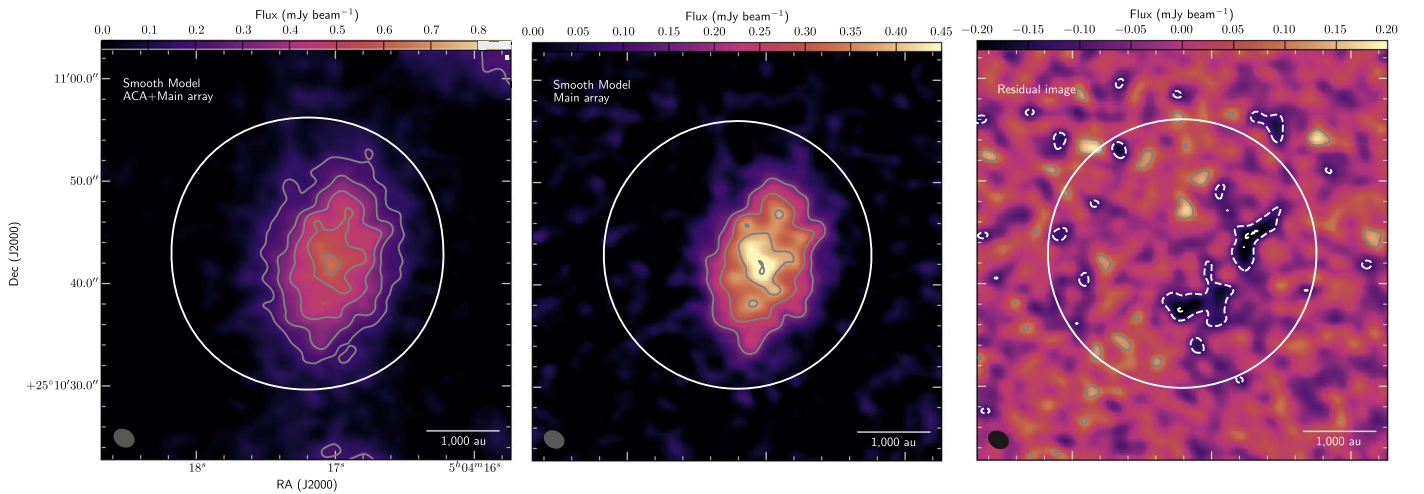 Flux (mJy beam⁻¹)
0.0 0.1 0.2 0.3 0.4 0.5 0.6 0.7 0.8
Smooth Model
ACA+Main array
11′00.0″
50.0″
40.0″
+25°10′30.0″
Dec (J2000)
1,000 au
18ˢ 17ˢ 5ʰ04ᵐ16ˢ
RA (J2000)
Flux (mJy beam⁻¹)
0.00 0.05 0.10 0.15 0.20 0.25 0.30 0.35 0.40 0.45
Smooth Model
Main array
1,000 au
Flux (mJy beam⁻¹)
−0.20 −0.15 −0.10 −0.05 0.00 0.05 0.10 0.15 0.20
Residual image
1,000 au